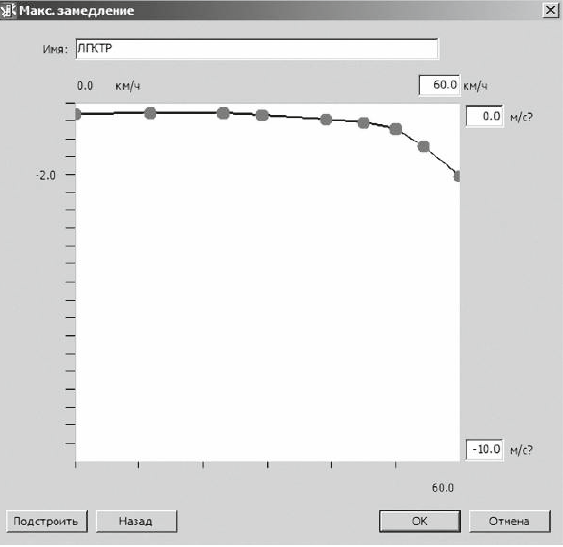 Макс. замедление
Имя: ЛГКТР
0.0 км/ч 60.0 км/ч
0.0 м/с?
-2.0
-10.0 м/с?
60.0
Подстроить Назад OK Отмена